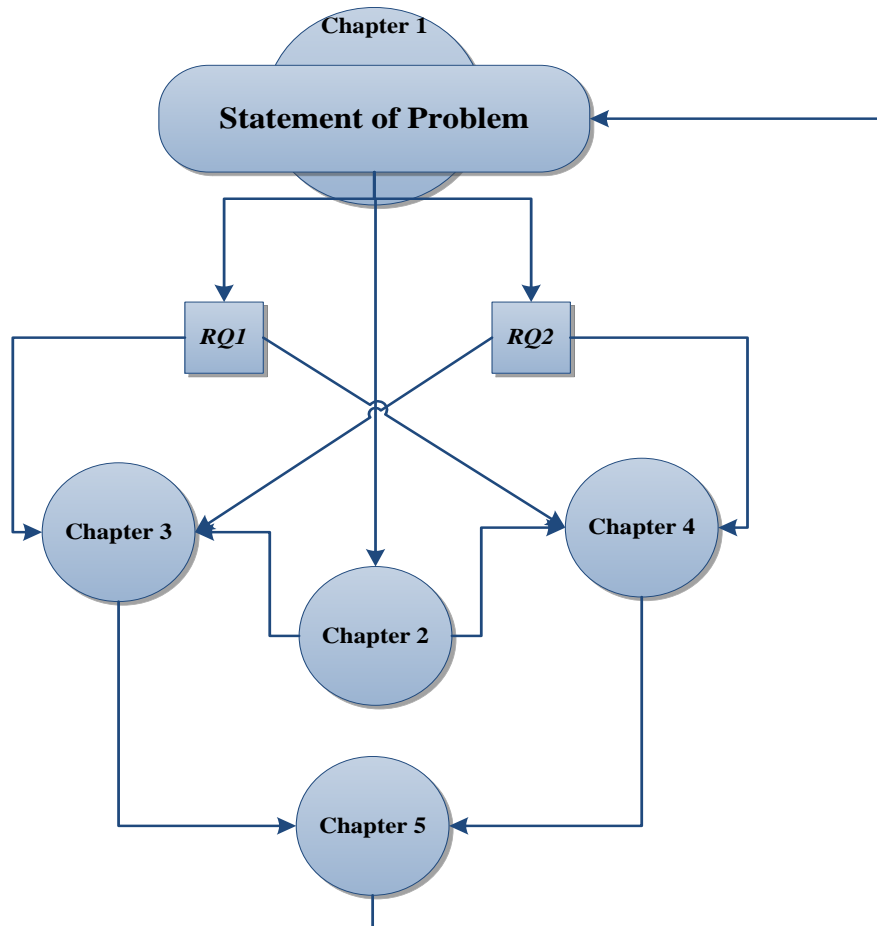 Chapter 1
Statement of Problem
RQ1
RQ2
Chapter 3
Chapter 4
Chapter 2
Chapter 5